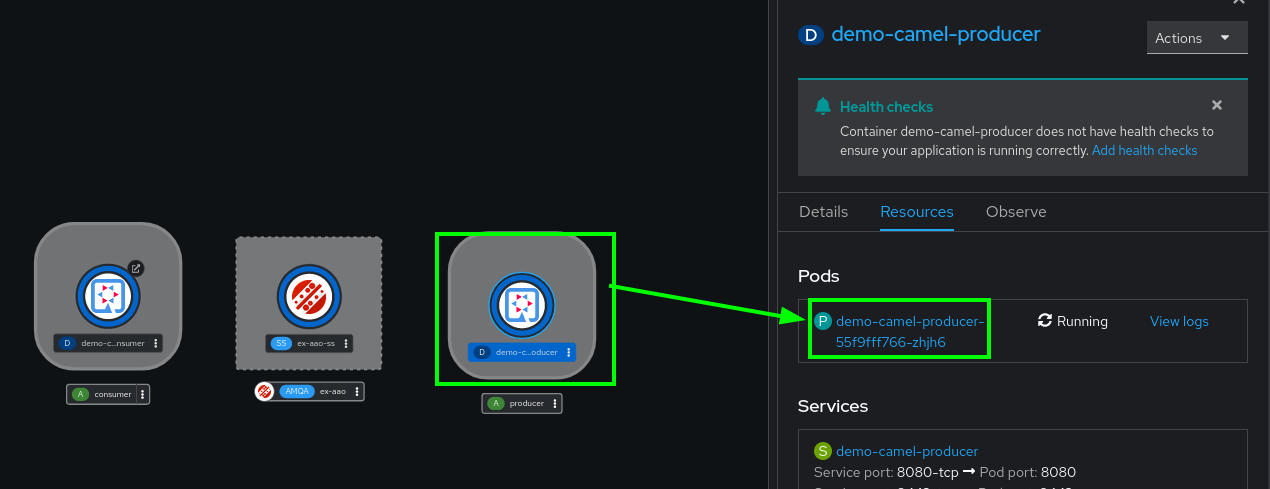 D demo-camel-producer
Actions
Health checks
Container demo-camel-producer does not have health checks to
ensure your application is running correctly. Add health checks
Details Resources Observe
Pods
P demo-camel-producer-
55f9fff766-zhjh6
Running
View logs
Services
S demo-camel-producer
Service port: 8080-tcp → Pod port: 8080
D demo-c...nsumer
A consumer
SS ex-aao-ss
AMQA ex-aao
D demo-c...oducer
A producer